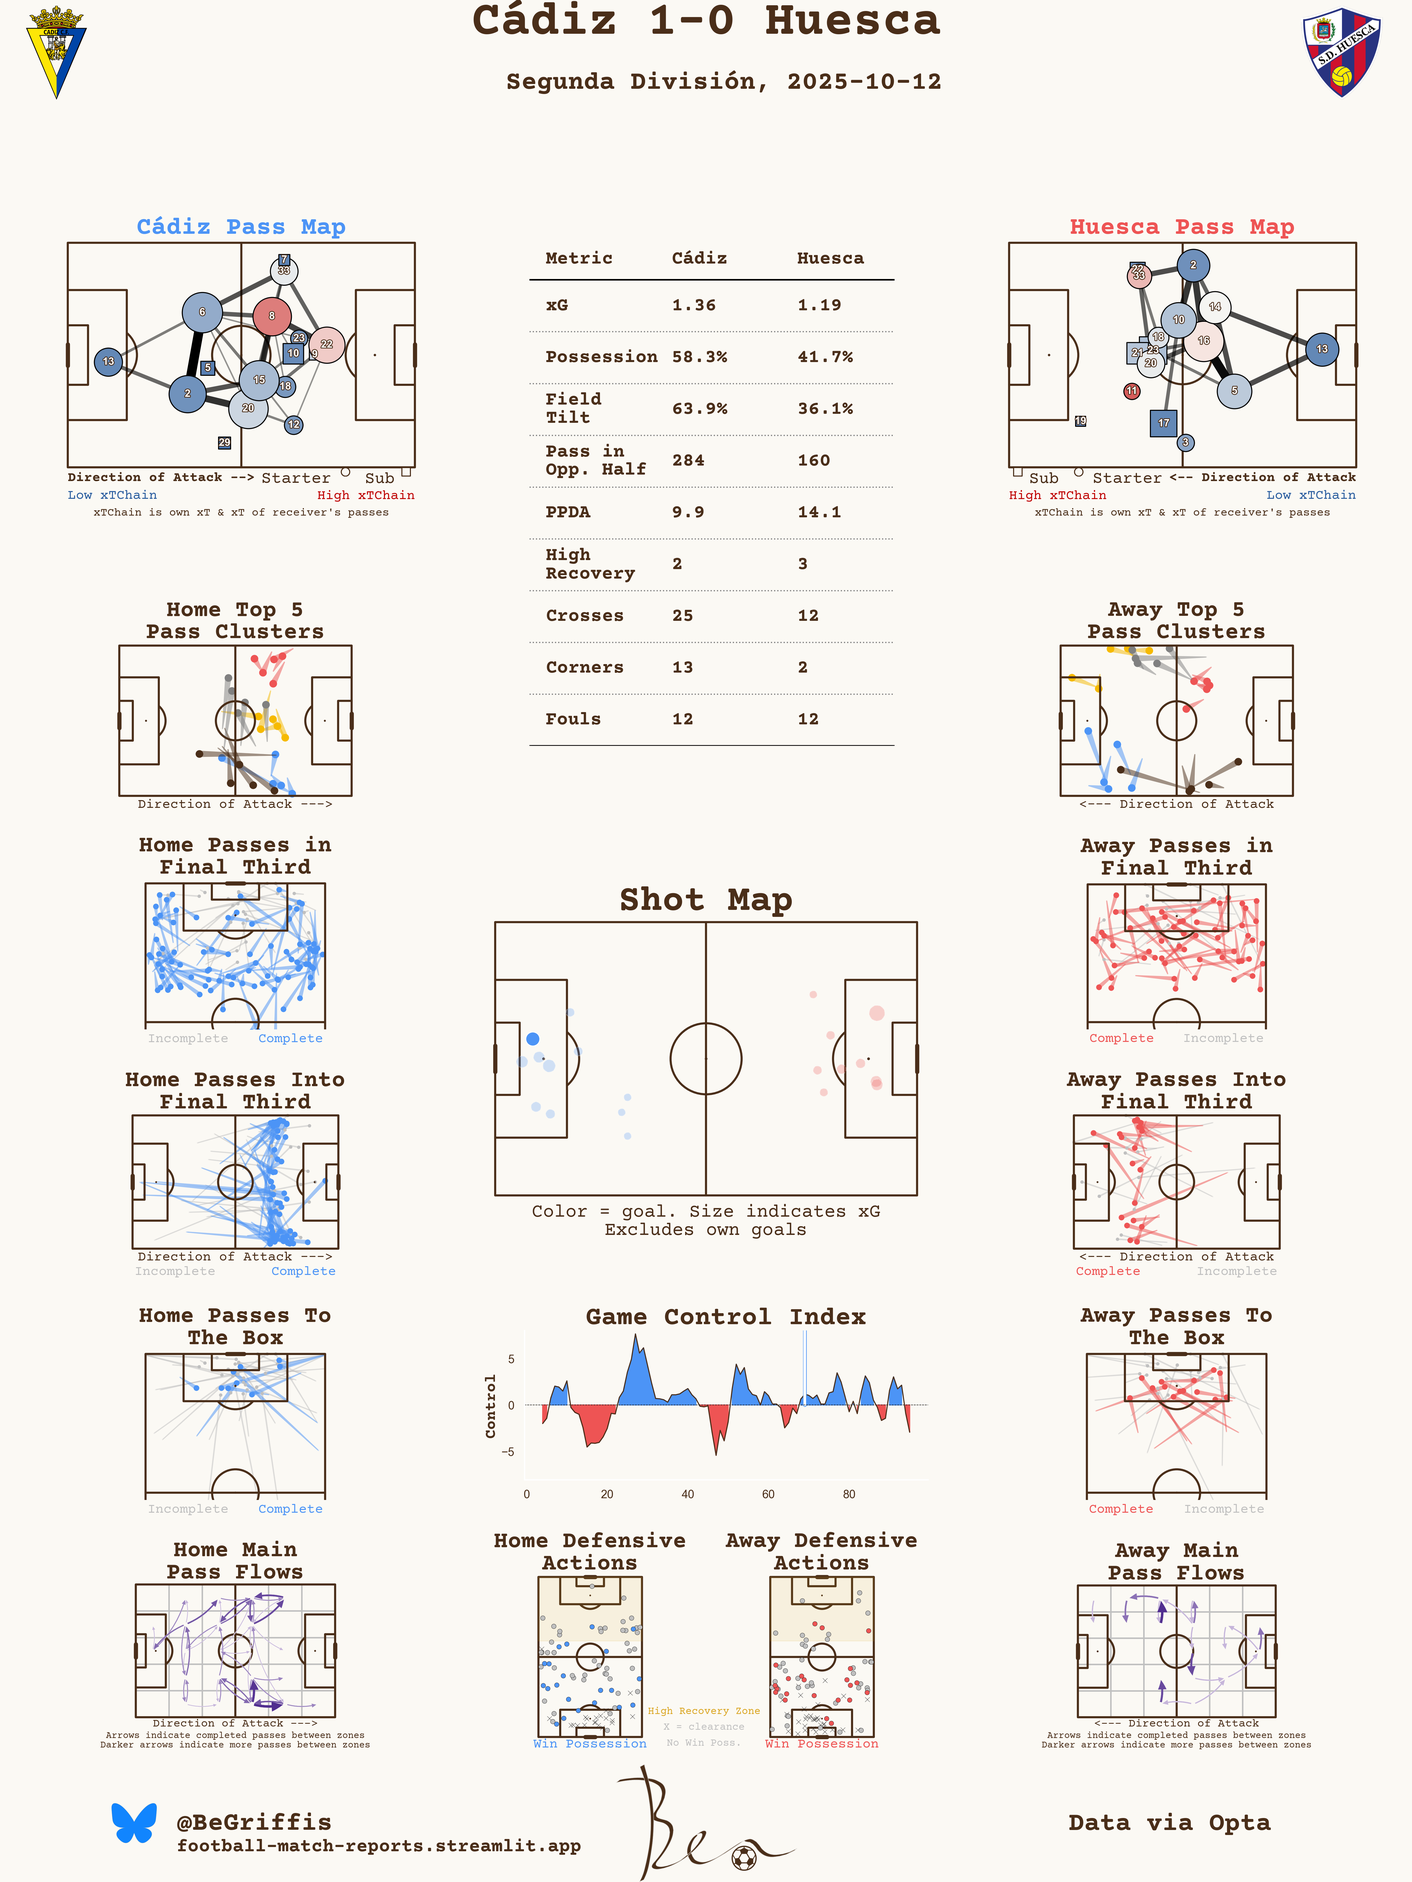 Cádiz 1-0 Huesca
Segunda División, 2025-10-12
CADIZ C.F.
S.D. HUESCA
Cádiz Pass Map
7
33
6
8
23
22
10
9
13
5
15
18
2
20
12
29
Direction of Attack --> Starter Sub
Low xTChain High xTChain
xTChain is own xT & xT of receiver's passes
Metric Cádiz Huesca
xG 1.36 1.19
Possession 58.3% 41.7%
Field
Tilt 63.9% 36.1%
Pass in
Opp. Half 284 160
PPDA 9.9 14.1
High
Recovery 2 3
Crosses 25 12
Corners 13 2
Fouls 12 12
Huesca Pass Map
22
33
2
14
10
18
16
21
23
13
20
11
5
19
17
3
Sub Starter <-- Direction of Attack
High xTChain Low xTChain
xTChain is own xT & xT of receiver's passes
Home Top 5
Pass Clusters
Direction of Attack --->
Away Top 5
Pass Clusters
<--- Direction of Attack
Home Passes in
Final Third
Incomplete Complete
Away Passes in
Final Third
Complete Incomplete
Shot Map
Color = goal. Size indicates xG
Excludes own goals
Home Passes Into
Final Third
Direction of Attack --->
Incomplete Complete
Away Passes Into
Final Third
<--- Direction of Attack
Complete Incomplete
Home Passes To
The Box
Incomplete Complete
Game Control Index
Control
5
0
−5
0 20 40 60 80
Away Passes To
The Box
Complete Incomplete
Home Main
Pass Flows
Direction of Attack --->
Arrows indicate completed passes between zones
Darker arrows indicate more passes between zones
Home Defensive
Actions
Win Possession
High Recovery Zone
X = clearance
No Win Poss.
Away Defensive
Actions
Win Possession
Away Main
Pass Flows
<--- Direction of Attack
Arrows indicate completed passes between zones
Darker arrows indicate more passes between zones
@BeGriffis
football-match-reports.streamlit.app
Ben
Data via Opta